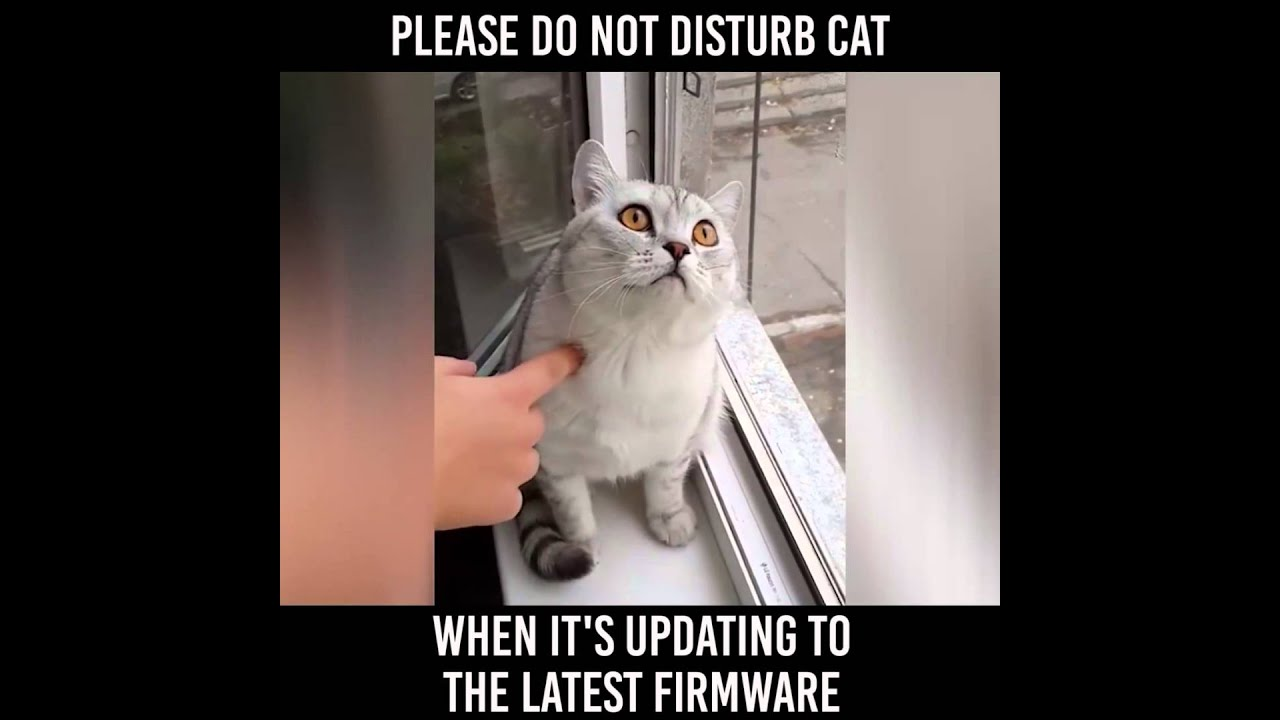 PLEASE DO NOT DISTURB CAT
WHEN IT'S UPDATING TO
THE LATEST FIRMWARE